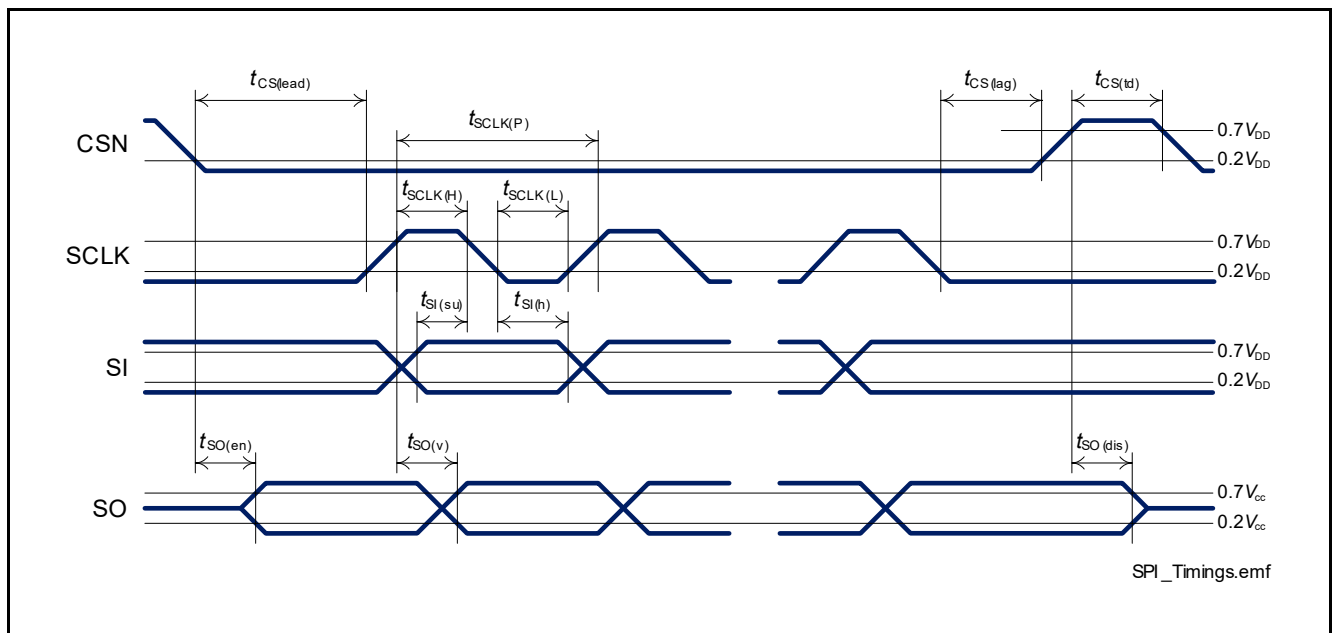 tCS(lead)
tCS(lag)
tCS(td)
tSCLK(P)
CSN
0.7VDD
0.2VDD
tSCLK(H)
tSCLK(L)
SCLK
0.7VDD
0.2VDD
tSI(su)
tSI(h)
SI
0.7VDD
0.2VDD
tSO(en)
tSO(v)
tSO(dis)
SO
0.7Vcc
0.2Vcc
SPI_Timings.emf